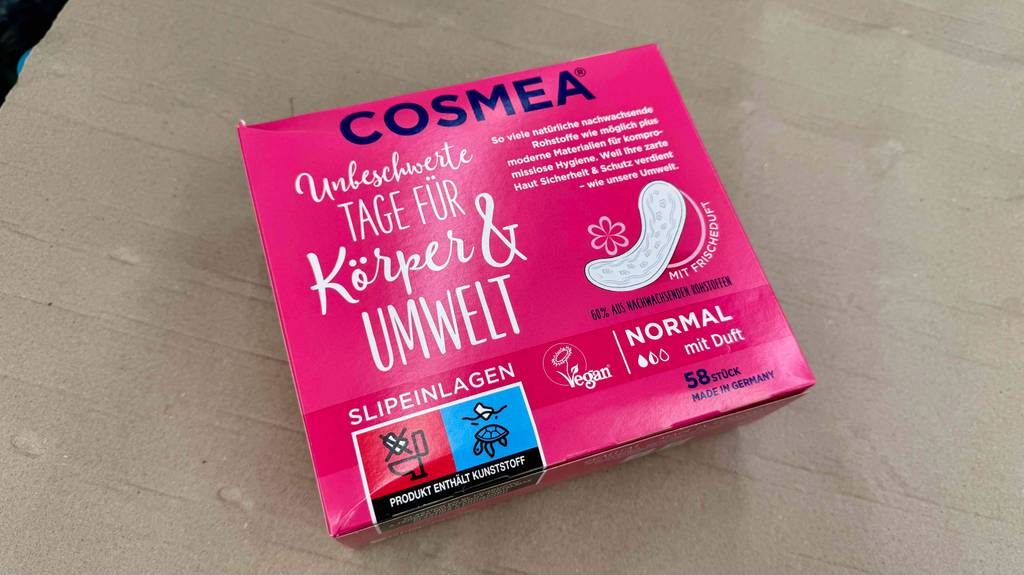 COSMEA®
Unbeschwerte
TAGE FÜR
Körper &
UMWELT
So viele natürliche nachwachsende
Rohstoffe wie möglich plus
moderne Materialien für kompro-
misslose Hygiene. Weil Ihre zarte
Haut Sicherheit & Schutz verdient
– wie unsere Umwelt.
MIT FRISCHEDUFT
60% AUS NACHWACHSENDEN ROHSTOFFEN
SLIPEINLAGEN
Vegan
NORMAL
mit Duft
58 STÜCK
MADE IN GERMANY
PRODUKT ENTHÄLT KUNSTSTOFF